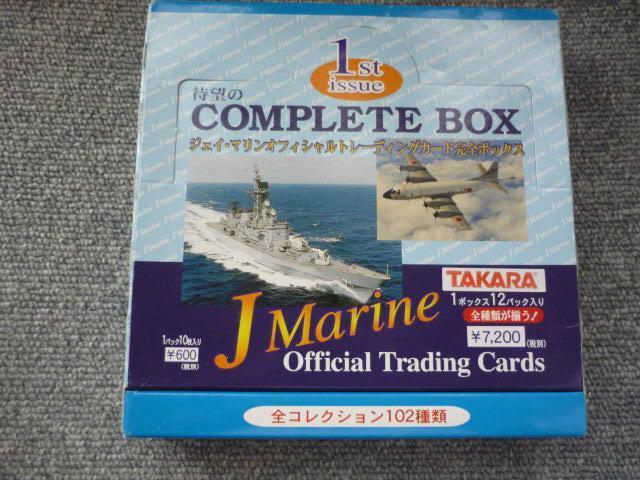 1st
issue
待望の
COMPLETE BOX
ジェイ・マリンオフィシャルトレーディングカード完全ボックス
TAKARA
1ボックス12パック入り
全種類が揃う!
¥7,200(税別)
1パック10枚入り
¥600
(税別)
J Marine
Official Trading Cards
全コレクション102種類